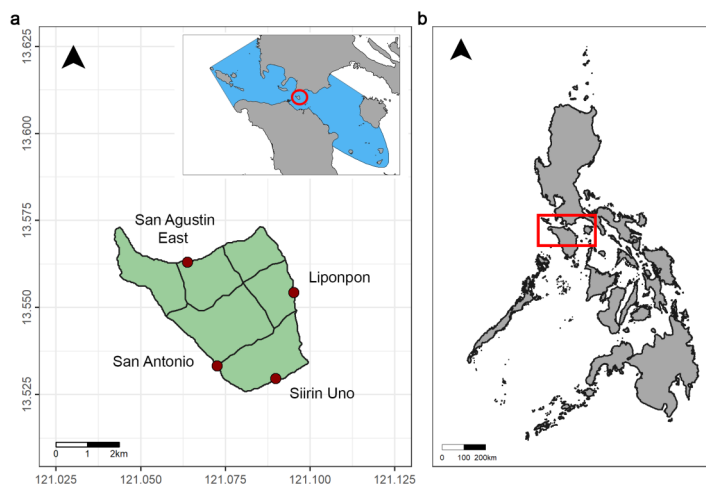 a
b
13.625
13.600
13.575
13.550
13.525
San Agustin
East
Liponpon
San Antonio
Siirin Uno
0 1 2km
0 100 200km
121.025 121.050 121.075 121.100 121.125